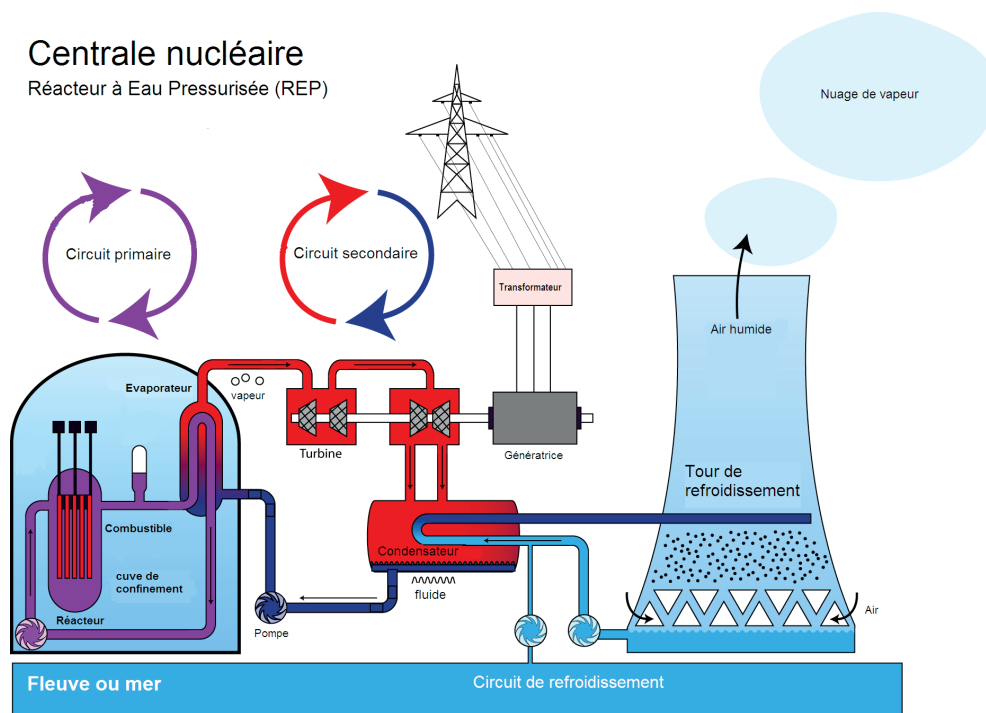 Centrale nucléaire
Réacteur à Eau Pressurisée (REP)
Nuage de vapeur
Circuit primaire
Circuit secondaire
Transformateur
Air humide
Evaporateur
vapeur
Turbine
Génératrice
Tour de
refroidissement
Combustible
Condensateur
cuve de
confinement
fluide
Réacteur
Pompe
Air
Fleuve ou mer
Circuit de refroidissement